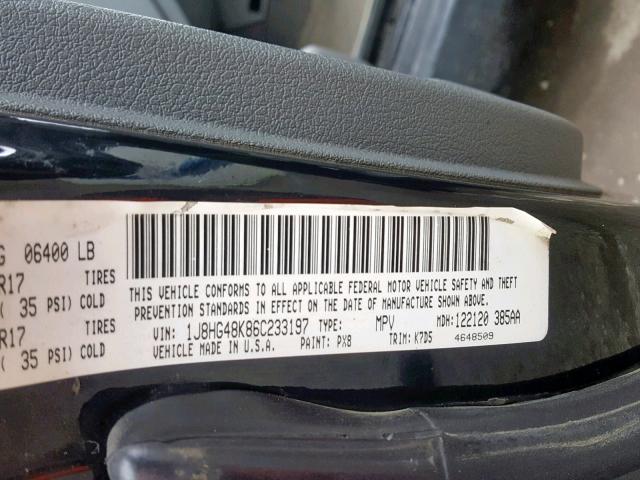 G 06400 LB
R17 TIRES
( 35 PSI) COLD
R17 TIRES
( 35 PSI) COLD
THIS VEHICLE CONFORMS TO ALL APPLICABLE FEDERAL MOTOR VEHICLE SAFETY AND THEFT
PREVENTION STANDARDS IN EFFECT ON THE DATE OF MANUFACTURE SHOWN ABOVE.
VIN: 1J8HG48K86C233197 TYPE: MPV MDH: 122120 385AA
VEHICLE MADE IN U.S.A. PAINT: PX8 TRIM: K7D5 4648509